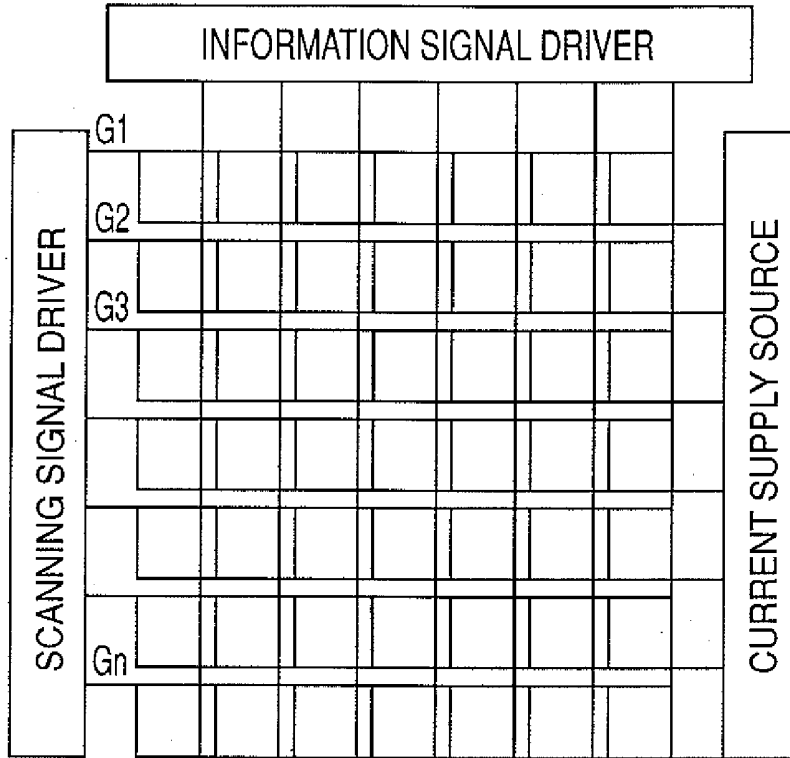 INFORMATION SIGNAL DRIVER
SCANNING SIGNAL DRIVER
G1
G2
G3
Gn
CURRENT SUPPLY SOURCE